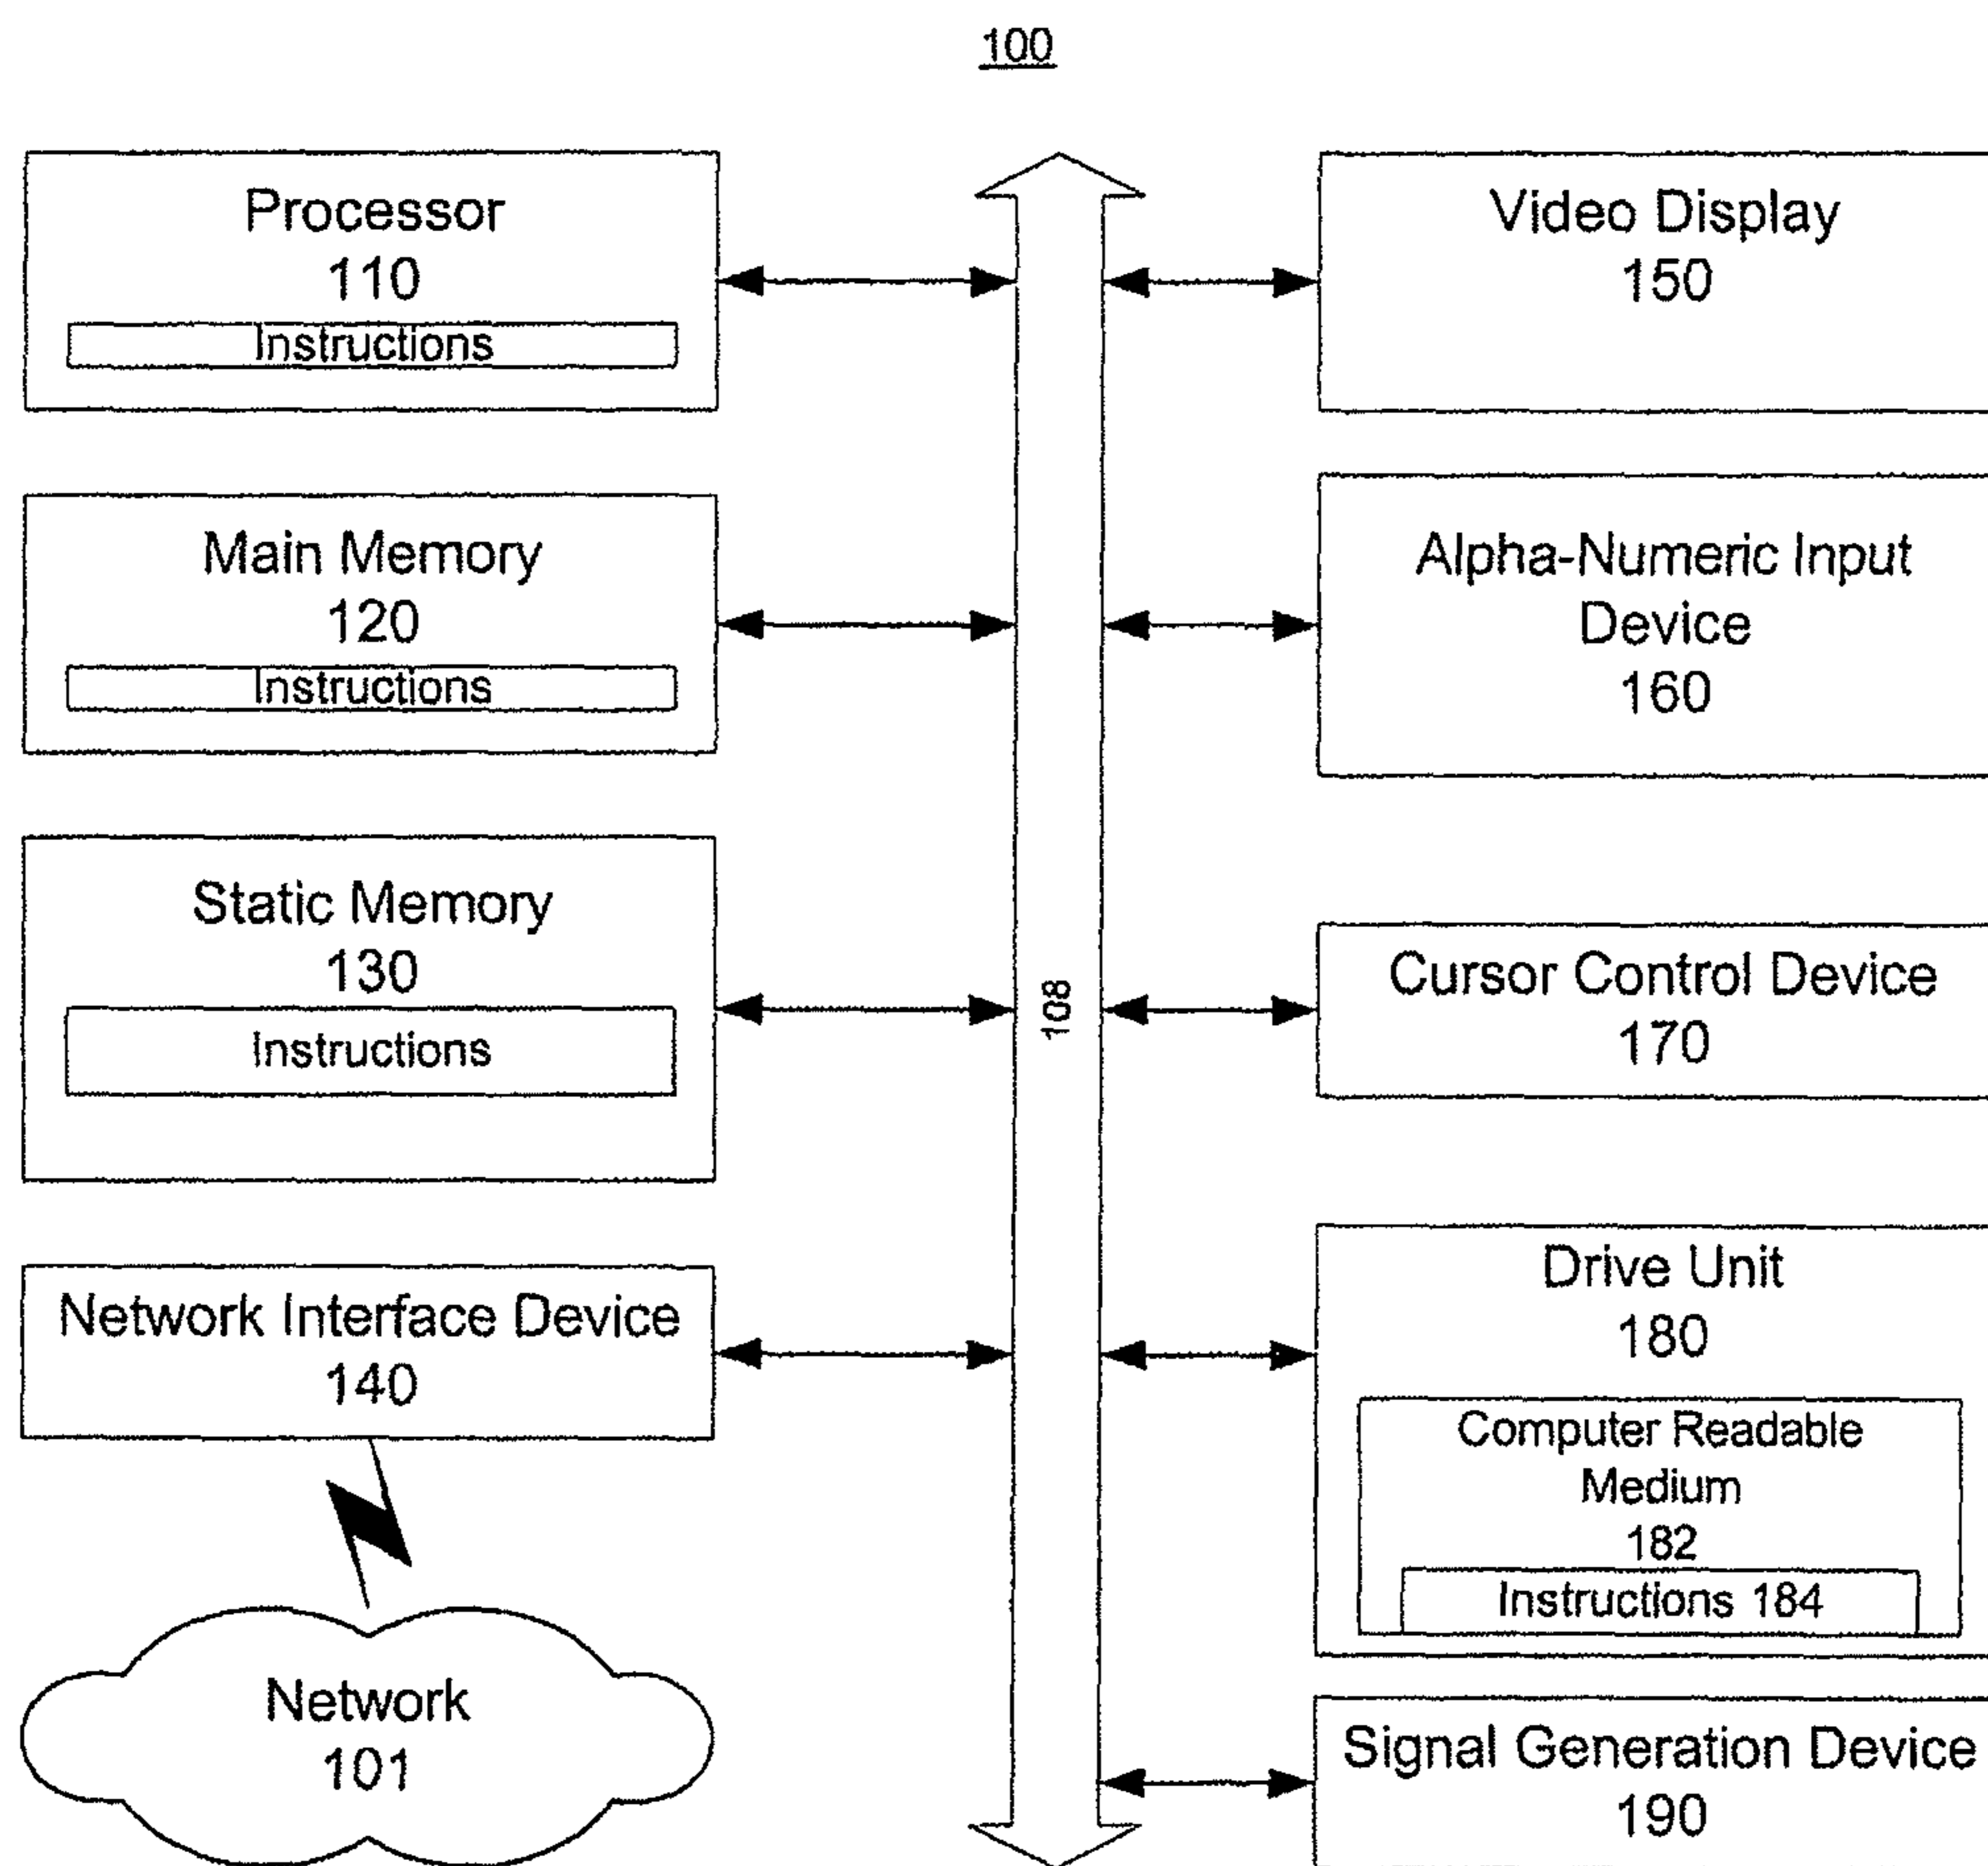 100
Processor
110
Instructions
Main Memory
120
Instructions
Static Memory
130
Instructions
Network Interface Device
140
Network
101
108
Video Display
150
Alpha-Numeric Input
Device
160
Cursor Control Device
170
Drive Unit
180
Computer Readable
Medium
182
Instructions 184
Signal Generation Device
190